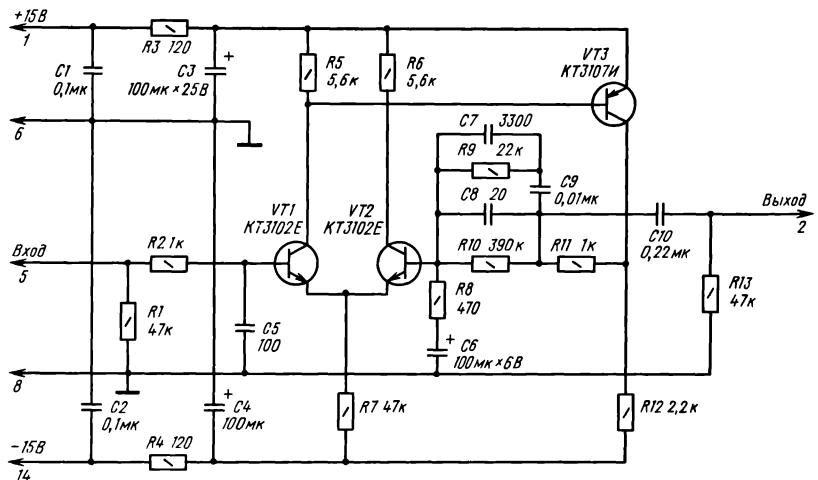 +15В
1
R3 120
C1
0,1мк
C3
+
100мк×25В
R5
5,6к
R6
5,6к
VT3
КТ3107И
6
C7 3300
R9 22к
C8 20
C9
0,01мк
VT1
КТ3102Е
VT2
КТ3102Е
Выход
2
Вход
5
R2 1к
R10 390к
R11 1к
C10
0,22мк
R1
47к
C5
100
R8
470
R13
47к
C6
+
100мк×6В
8
C2
0,1мк
C4
+
100мк
R7 47к
R12 2,2к
-15В
14
R4 120